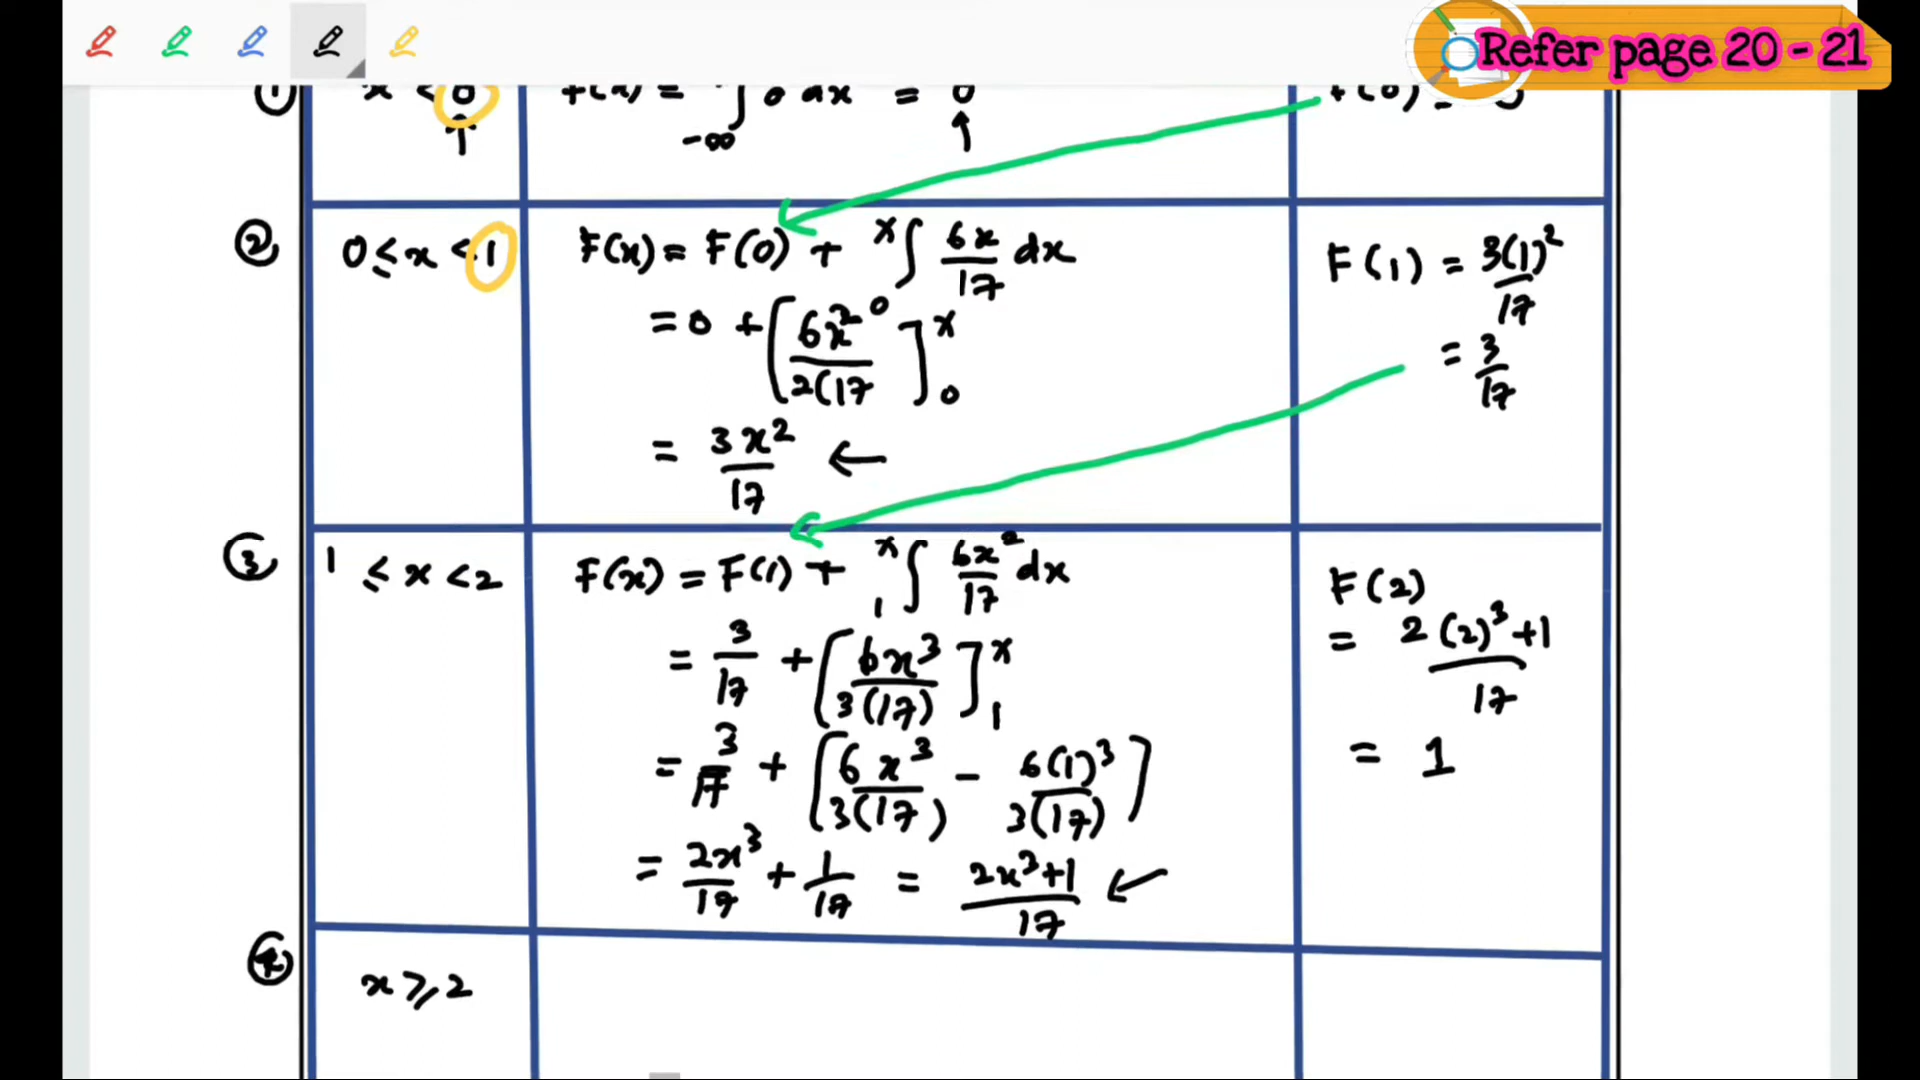 Refer page 20 - 21
① x < 0 F(x) = ∫ 0 dx = 0 F(0) = 0
-∞
② 0 ≤ x < 1 F(x) = F(0) + x∫0 6x/17 dx F(1) = 3(1)²/17
= 0 + [6x²/2(17]x0 = 3/17
= 3x²/17 ←
③ 1 ≤ x < 2 F(x) = F(1) + x∫1 6x²/17 dx F(2)
= 3/17 + [6x³/3(17)]x1 = 2(2)³+1/17
= 3/17 + [6x³/3(17) - 6(1)³/3(17)] = 1
= 2x³/17 + 1/17 = 2x³+1/17 ←
④ x ≥ 2